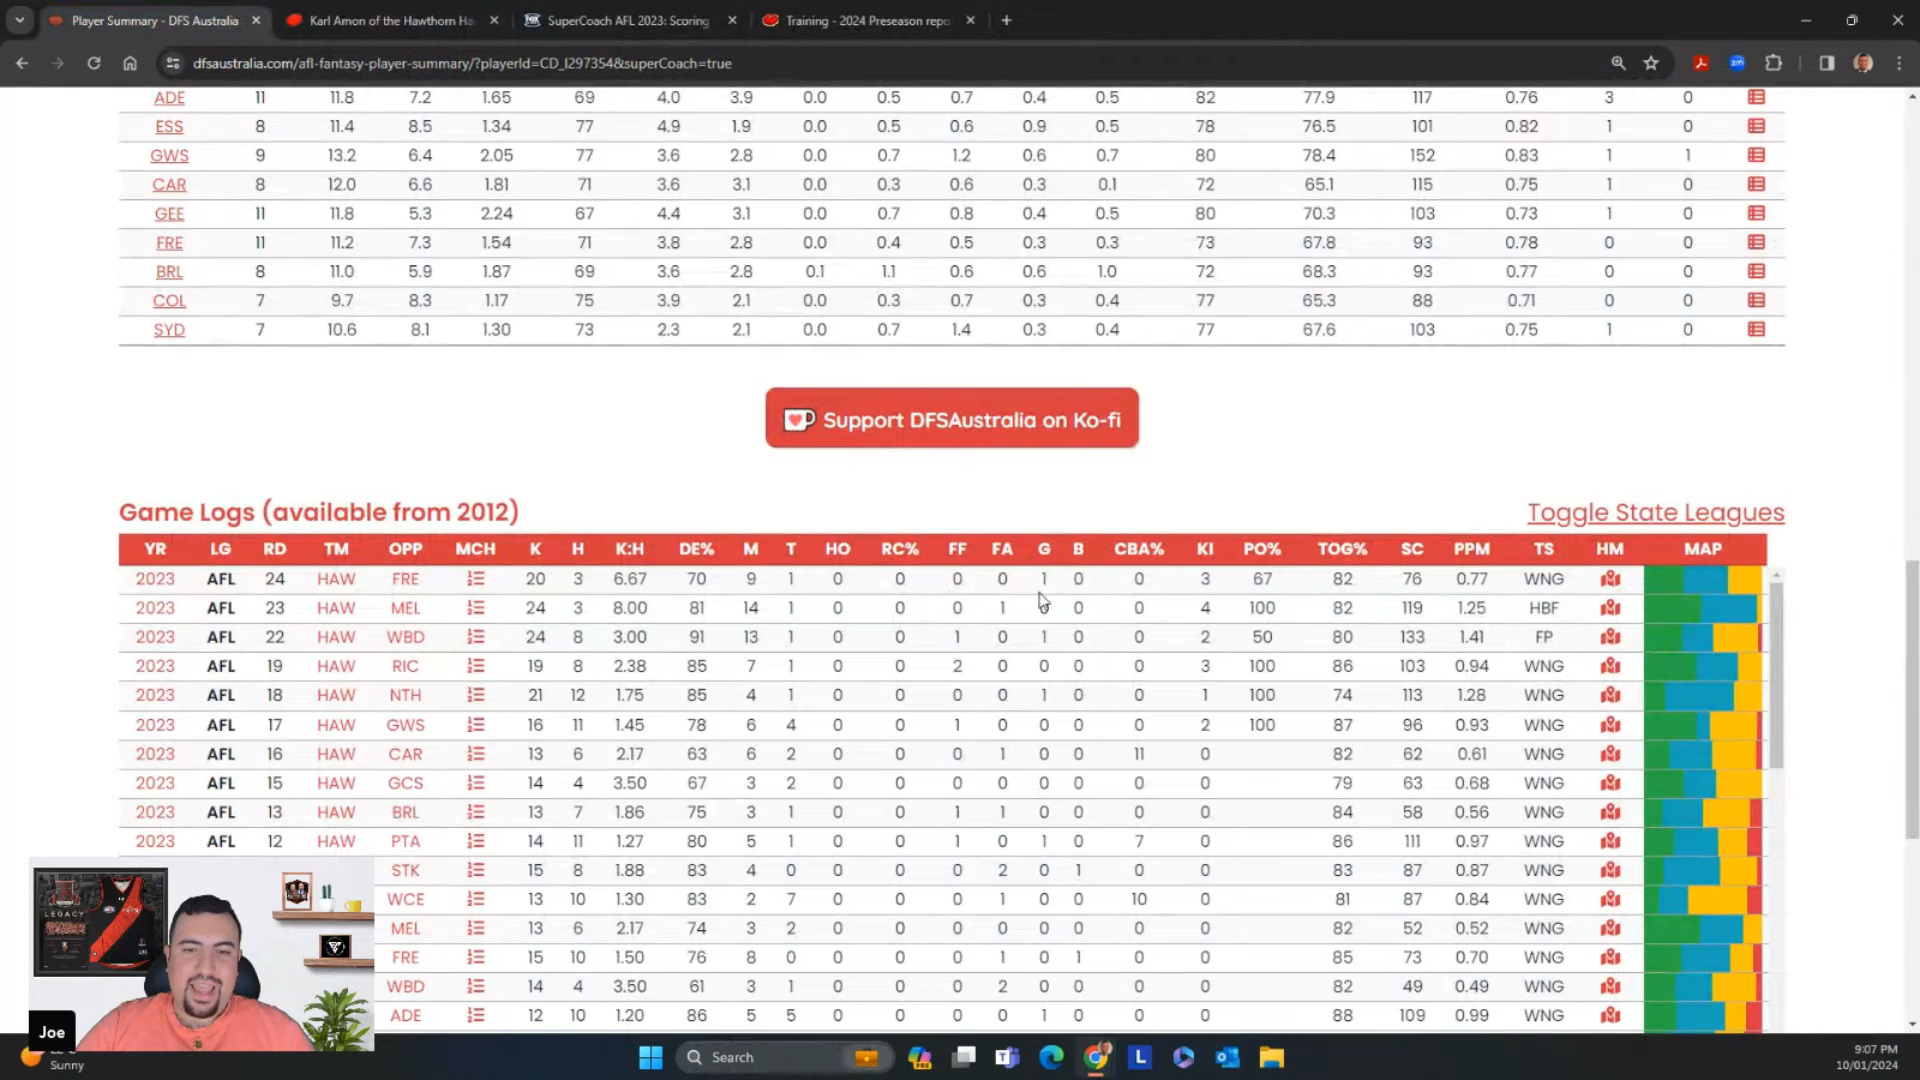 Player Summary - DFS Australia
Karl Amon of the Hawthorn Ha
SuperCoach AFL 2023: Scoring
Training - 2024 Preseason repo
dfsaustralia.com/afl-fantasy-player-summary/?playerId=CD_I297354&superCoach=true
ADE 11 11.8 7.2 1.65 69 4.0 3.9 0.0 0.5 0.7 0.4 0.5 82 77.9 117 0.76 3 0
ESS 8 11.4 8.5 1.34 77 4.9 1.9 0.0 0.5 0.6 0.9 0.5 78 76.5 101 0.82 1 0
GWS 9 13.2 6.4 2.05 77 3.6 2.8 0.0 0.7 1.2 0.6 0.7 80 78.4 152 0.83 1 1
CAR 8 12.0 6.6 1.81 71 3.6 3.1 0.0 0.3 0.6 0.3 0.1 72 65.1 115 0.75 1 0
GEE 11 11.8 5.3 2.24 67 4.4 3.1 0.0 0.7 0.8 0.4 0.5 80 70.3 103 0.73 1 0
FRE 11 11.2 7.3 1.54 71 3.8 2.8 0.0 0.4 0.5 0.3 0.3 73 67.8 93 0.78 0 0
BRL 8 11.0 5.9 1.87 69 3.6 2.8 0.1 1.1 0.6 0.6 1.0 72 68.3 93 0.77 0 0
COL 7 9.7 8.3 1.17 75 3.9 2.1 0.0 0.3 0.7 0.3 0.4 77 65.3 88 0.71 0 0
SYD 7 10.6 8.1 1.30 73 2.3 2.1 0.0 0.7 1.4 0.3 0.4 77 67.6 103 0.75 1 0
Support DFSAustralia on Ko-fi
Game Logs (available from 2012)
Toggle State Leagues
YR LG RD TM OPP MCH K H K:H DE% M T HO RC% FF FA G B CBA% KI PO% TOG% SC PPM TS HM MAP
2023 AFL 24 HAW FRE 20 3 6.67 70 9 1 0 0 0 0 1 0 0 3 67 82 76 0.77 WNG
2023 AFL 23 HAW MEL 24 3 8.00 81 14 1 0 0 0 1 0 0 0 4 100 82 119 1.25 HBF
2023 AFL 22 HAW WBD 24 8 3.00 91 13 1 0 0 1 0 1 0 0 2 50 80 133 1.41 FP
2023 AFL 19 HAW RIC 19 8 2.38 85 7 1 0 0 2 0 0 0 0 3 100 86 103 0.94 WNG
2023 AFL 18 HAW NTH 21 12 1.75 85 4 1 0 0 0 0 1 0 0 1 100 74 113 1.28 WNG
2023 AFL 17 HAW GWS 16 11 1.45 78 6 4 0 0 1 0 0 0 0 2 100 87 96 0.93 WNG
2023 AFL 16 HAW CAR 13 6 2.17 63 6 2 0 0 0 1 0 0 11 0 82 62 0.61 WNG
2023 AFL 15 HAW GCS 14 4 3.50 67 3 2 0 0 0 0 0 0 0 0 79 63 0.68 WNG
2023 AFL 13 HAW BRL 13 7 1.86 75 3 1 0 0 1 1 0 0 0 0 84 58 0.56 WNG
2023 AFL 12 HAW PTA 14 11 1.27 80 5 1 0 0 1 0 1 0 7 0 86 111 0.97 WNG
STK 15 8 1.88 83 4 0 0 0 0 2 0 1 0 0 83 87 0.87 WNG
WCE 13 10 1.30 83 2 7 0 0 0 1 0 0 10 0 81 87 0.84 WNG
MEL 13 6 2.17 74 3 2 0 0 0 0 0 0 0 0 82 52 0.52 WNG
FRE 15 10 1.50 76 8 0 0 0 0 1 0 1 0 0 85 73 0.70 WNG
WBD 14 4 3.50 61 3 1 0 0 0 2 0 0 0 0 82 49 0.49 WNG
ADE 12 10 1.20 86 5 5 0 0 0 0 1 0 0 0 88 109 0.99 WNG
LEGACY
Joe
Sunny
Search
9:07 PM
10/01/2024